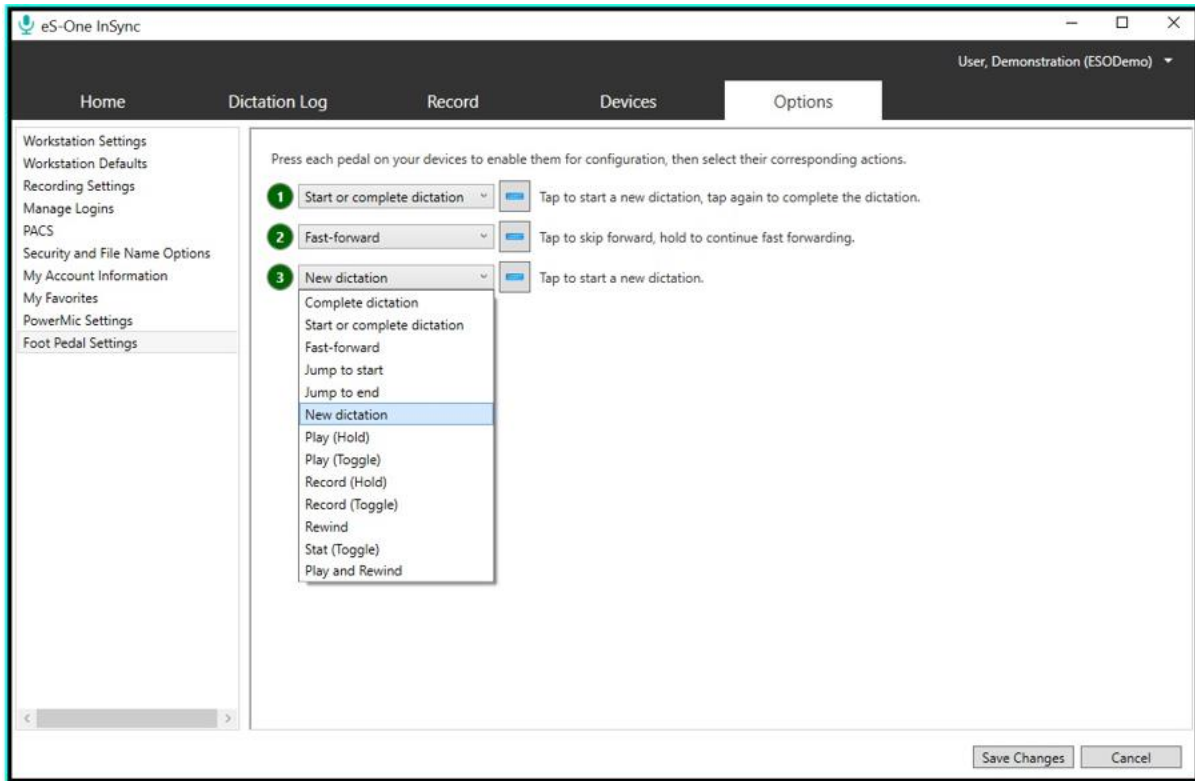 eS-One InSync
User, Demonstration (ESODemo)
Home Dictation Log Record Devices Options
Workstation Settings
Workstation Defaults
Recording Settings
Manage Logins
PACS
Security and File Name Options
My Account Information
My Favorites
PowerMic Settings
Foot Pedal Settings
Press each pedal on your devices to enable them for configuration, then select their corresponding actions.
1 Start or complete dictation Tap to start a new dictation, tap again to complete the dictation.
2 Fast-forward Tap to skip forward, hold to continue fast forwarding.
3 New dictation Tap to start a new dictation.
Complete dictation
Start or complete dictation
Fast-forward
Jump to start
Jump to end
New dictation
Play (Hold)
Play (Toggle)
Record (Hold)
Record (Toggle)
Rewind
Stat (Toggle)
Play and Rewind
Save Changes Cancel